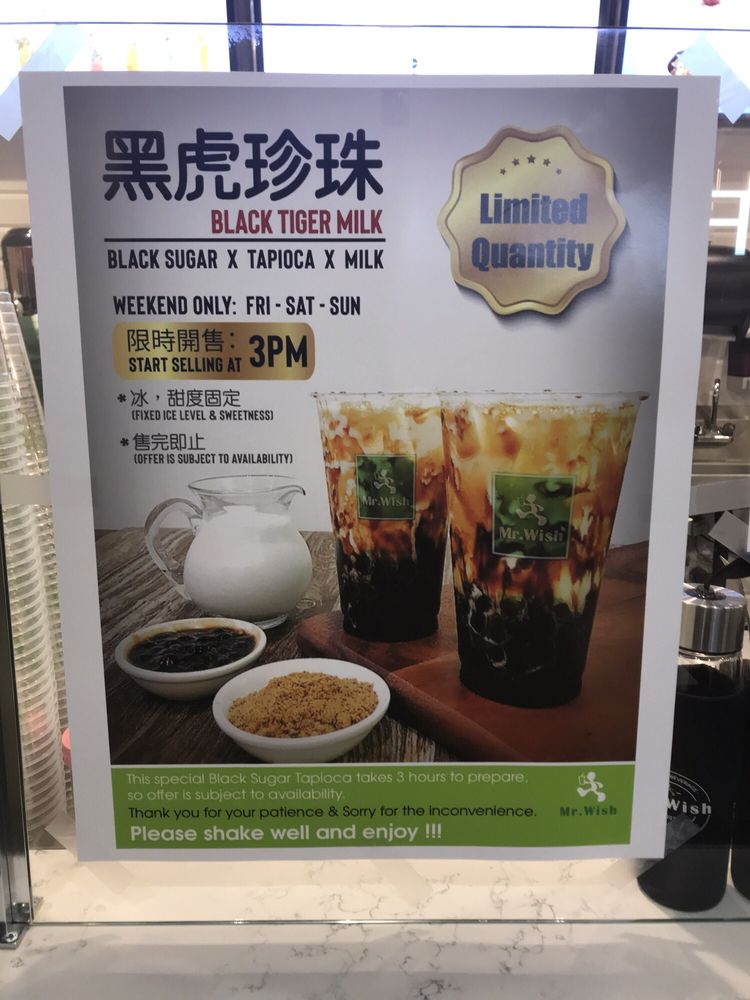 黑虎珍珠
BLACK TIGER MILK
BLACK SUGAR X TAPIOCA X MILK
Limited
Quantity
WEEKEND ONLY: FRI - SAT - SUN
限時開售：
START SELLING AT 3PM
*冰，甜度固定
(FIXED ICE LEVEL & SWEETNESS)
*售完即止
(OFFER IS SUBJECT TO AVAILABILITY)
Mr.Wish
Mr.Wish
This special Black Sugar Tapioca takes 3 hours to prepare,
so offer is subject to availability.
Thank you for your patience & Sorry for the inconvenience.
Please shake well and enjoy !!!
Mr.Wish
Wish